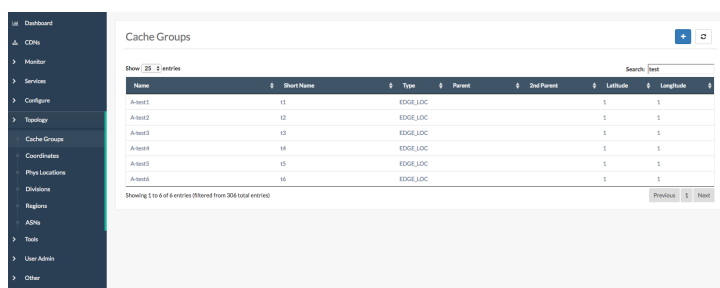 Dashboard
CDNs
Monitor
Services
Configure
Topology
Cache Groups
Coordinates
Phys Locations
Divisions
Regions
ASNs
Tools
User Admin
Other
Cache Groups
Show 25 entries
Search: test
Name Short Name Type Parent 2nd Parent Latitude Longitude
A-test1 t1 EDGE_LOC 1 1
A-test2 t2 EDGE_LOC 1 1
A-test3 t3 EDGE_LOC 1 1
A-test4 t4 EDGE_LOC 1 1
A-test5 t5 EDGE_LOC 1 1
A-test6 t6 EDGE_LOC 1 1
Showing 1 to 6 of 6 entries (filtered from 306 total entries)
Previous 1 Next